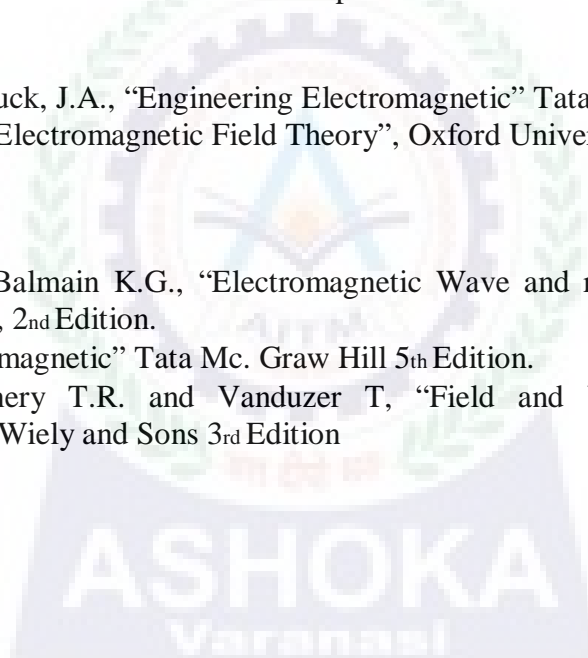 uck, J.A., “Engineering Electromagnetic” Tata
Electromagnetic Field Theory”, Oxford Univer
Balmain K.G., “Electromagnetic Wave and r
, 2nd Edition.
magnetic” Tata Mc. Graw Hill 5th Edition.
nery T.R. and Vanduzer T, “Field and
Wiely and Sons 3rd Edition
AITM
ASHOKA
Varanasi